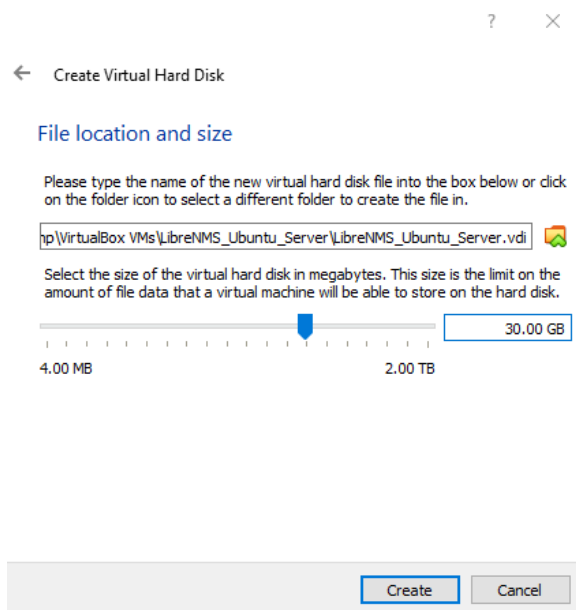 ?
Create Virtual Hard Disk
File location and size
Please type the name of the new virtual hard disk file into the box below or click
on the folder icon to select a different folder to create the file in.
np\VirtualBox VMs\LibreNMS_Ubuntu_Server\LibreNMS_Ubuntu_Server.vdi
Select the size of the virtual hard disk in megabytes. This size is the limit on the
amount of file data that a virtual machine will be able to store on the hard disk.
30.00 GB
4.00 MB 2.00 TB
Create Cancel